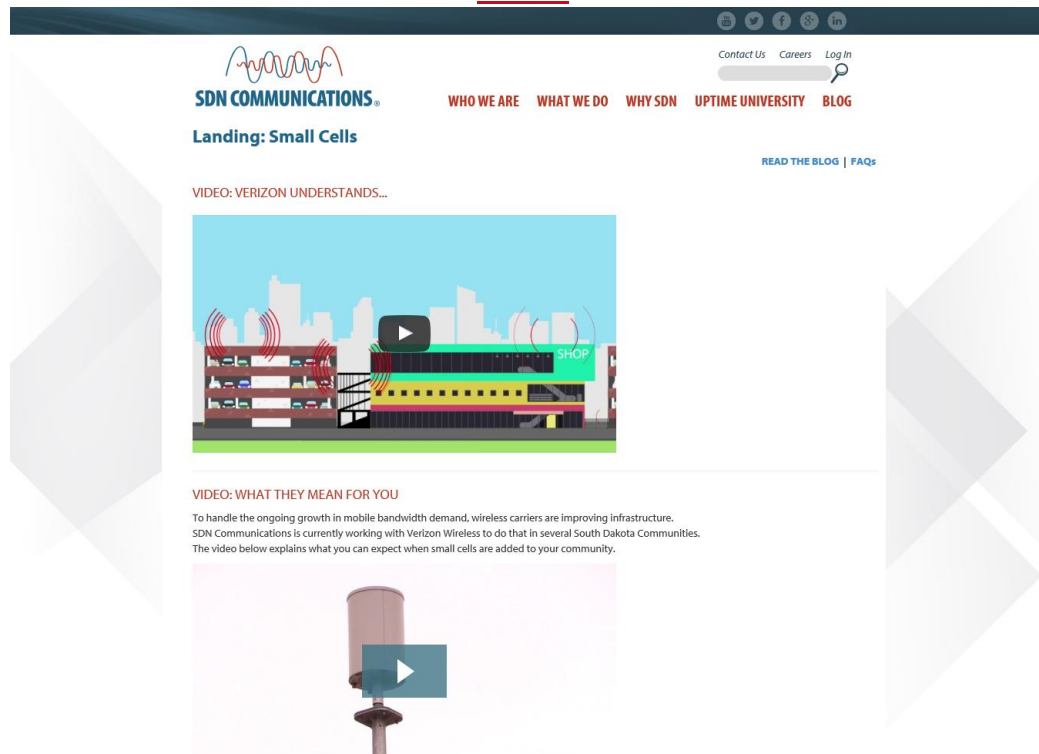 Contact Us Careers Log In
SDN COMMUNICATIONS®
WHO WE ARE WHAT WE DO WHY SDN UPTIME UNIVERSITY BLOG
Landing: Small Cells
READ THE BLOG | FAQs
VIDEO: VERIZON UNDERSTANDS...
SHOP
VIDEO: WHAT THEY MEAN FOR YOU
To handle the ongoing growth in mobile bandwidth demand, wireless carriers are improving infrastructure.
SDN Communications is currently working with Verizon Wireless to do that in several South Dakota Communities.
The video below explains what you can expect when small cells are added to your community.